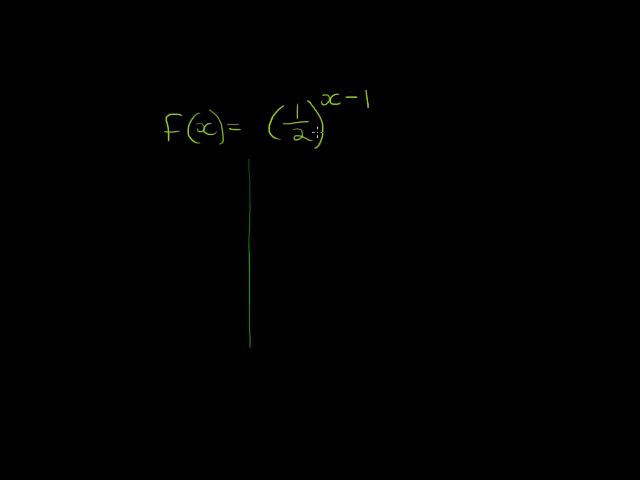 F(x) = (1/2)^(x-1)